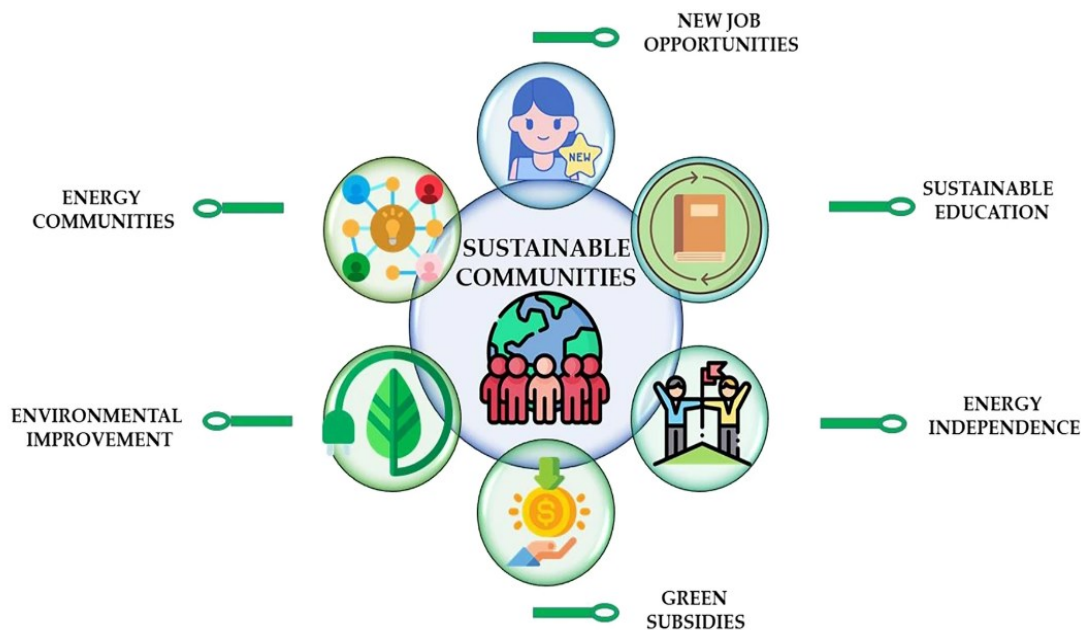 NEW JOB
OPPORTUNITIES
NEW
ENERGY
COMMUNITIES
SUSTAINABLE
EDUCATION
SUSTAINABLE
COMMUNITIES
ENVIRONMENTAL
IMPROVEMENT
ENERGY
INDEPENDENCE
$
GREEN
SUBSIDIES